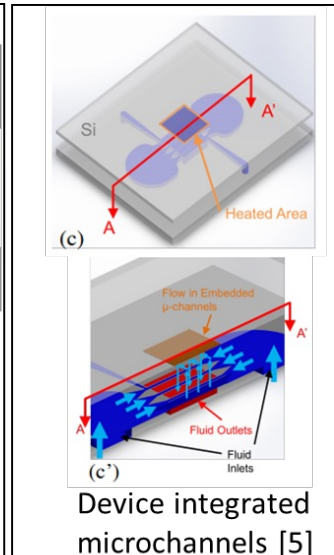 A'
Si
Heated Area
A
(c)
Flow in Embedded
μ-channels
A'
A
Fluid Outlets
Fluid
Inlets
(c')
Device integrated
microchannels [5]